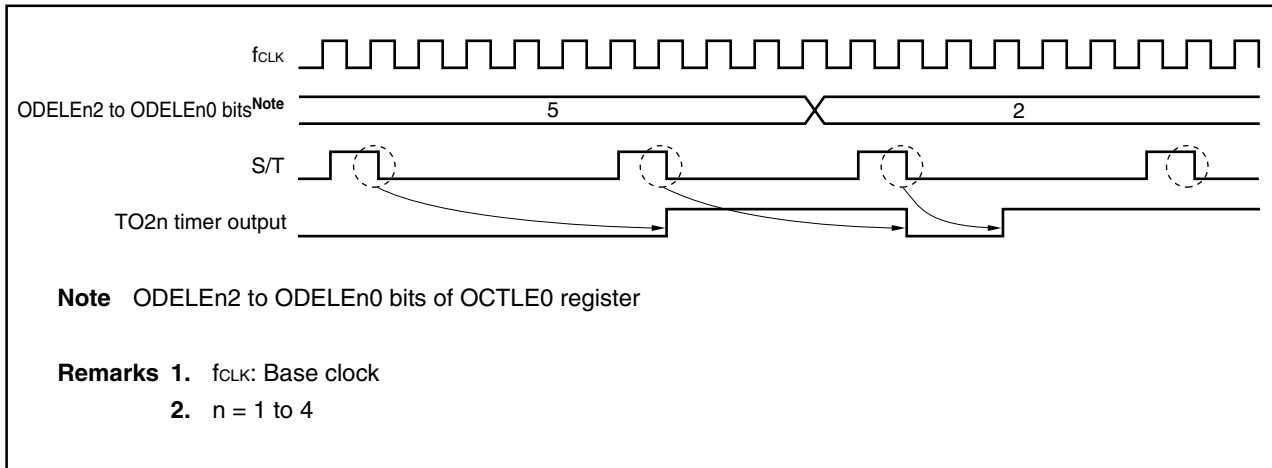 fCLK
ODELEn2 to ODELEn0 bitsNote
5
2
S/T
TO2n timer output
Note ODELEn2 to ODELEn0 bits of OCTLE0 register
Remarks 1. fCLK: Base clock
2. n = 1 to 4